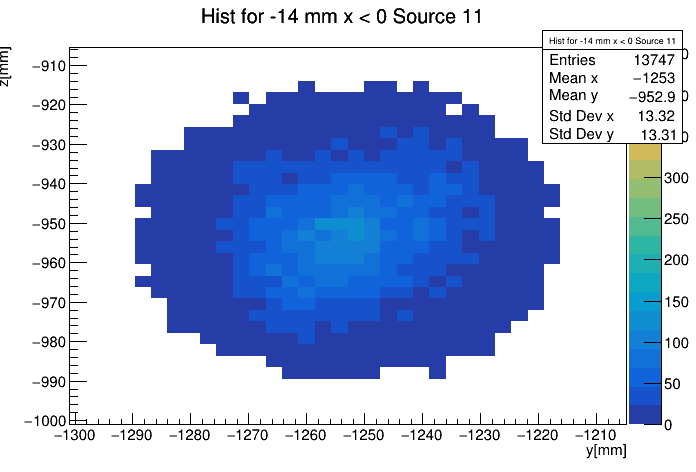 Hist for -14 mm x < 0 Source 11
z[mm]
Hist for -14 mm x < 0 Source 11
Entries 13747
Mean x −1253
Mean y −952.9
Std Dev x 13.32
Std Dev y 13.31
−910
−920
−930
−940
−950
−960
−970
−980
−990
−1000
300
250
200
150
100
50
0
−1300 −1290 −1280 −1270 −1260 −1250 −1240 −1230 −1220 −1210
y[mm]